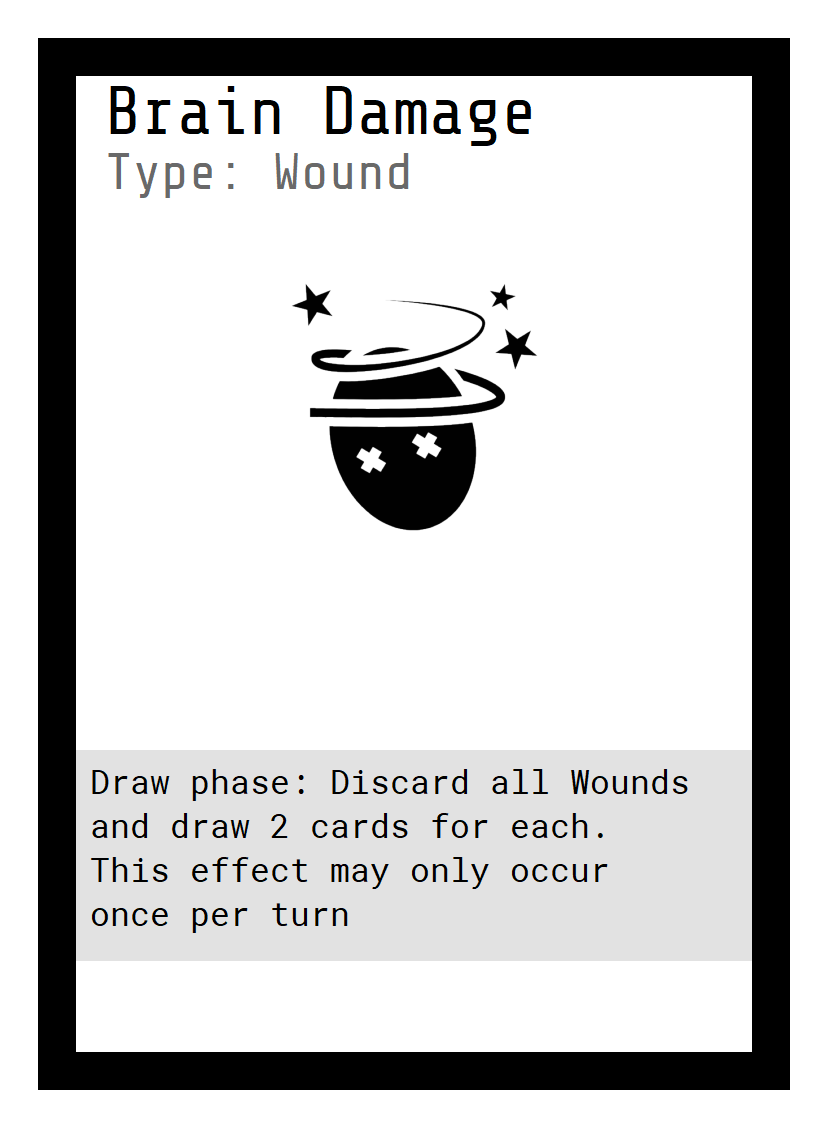 Brain Damage
Type: Wound
Draw phase: Discard all Wounds
and draw 2 cards for each.
This effect may only occur
once per turn